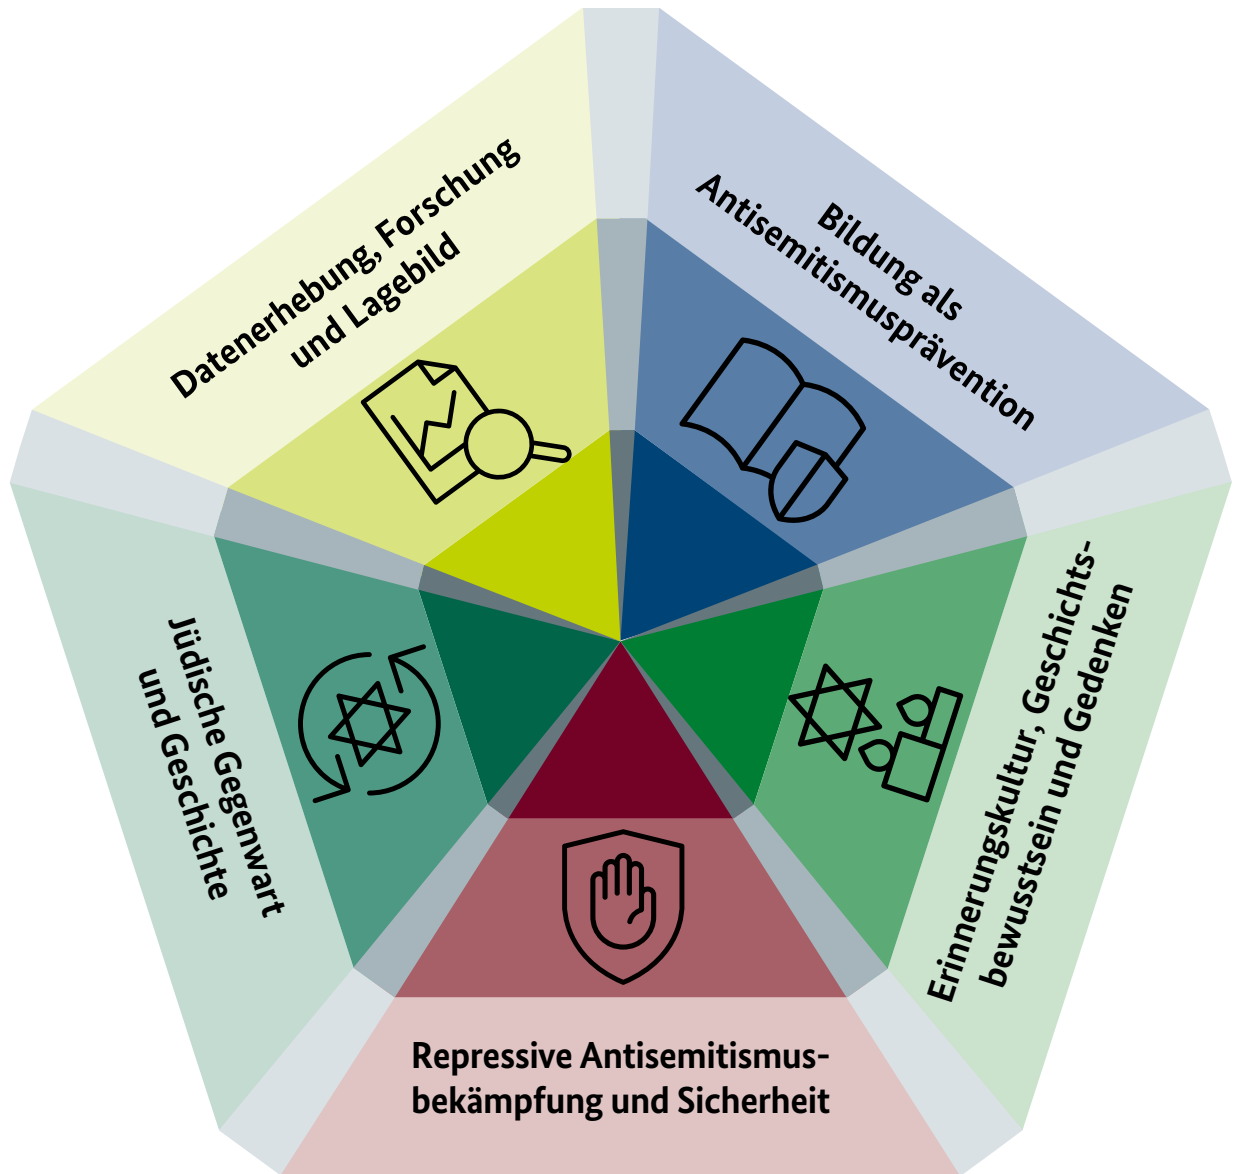 Datenerhebung, Forschung
und Lagebild
Bildung als
Antisemitismusprävention
Erinnerungskultur, Geschichts-
bewusstsein und Gedenken
Repressive Antisemitismus-
bekämpfung und Sicherheit
Jüdische Gegenwart
und Geschichte